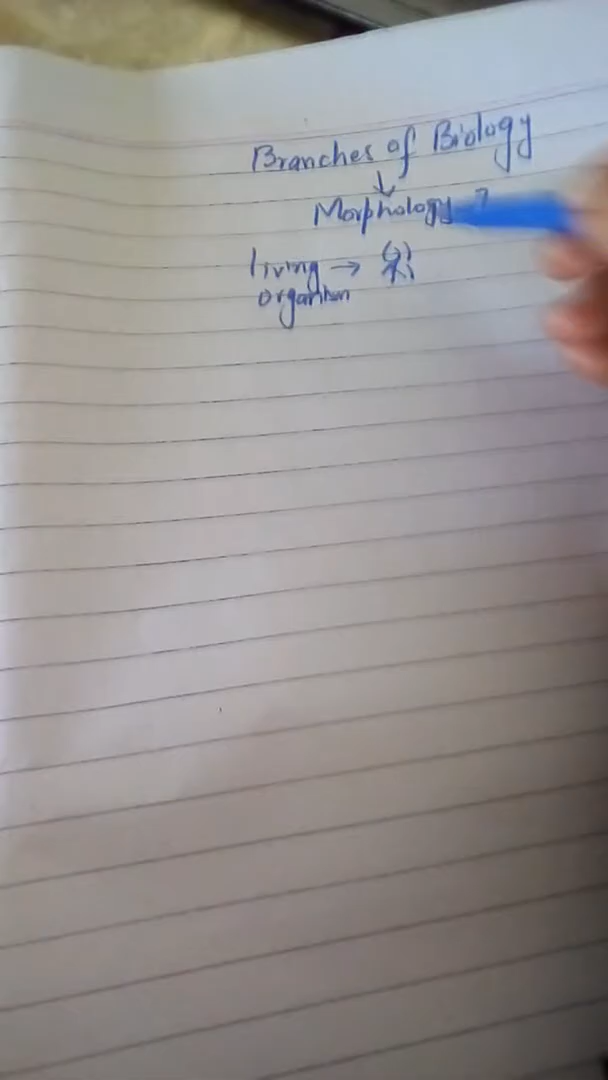 Branches of Biology
↓
Morphology ?
living →
organism